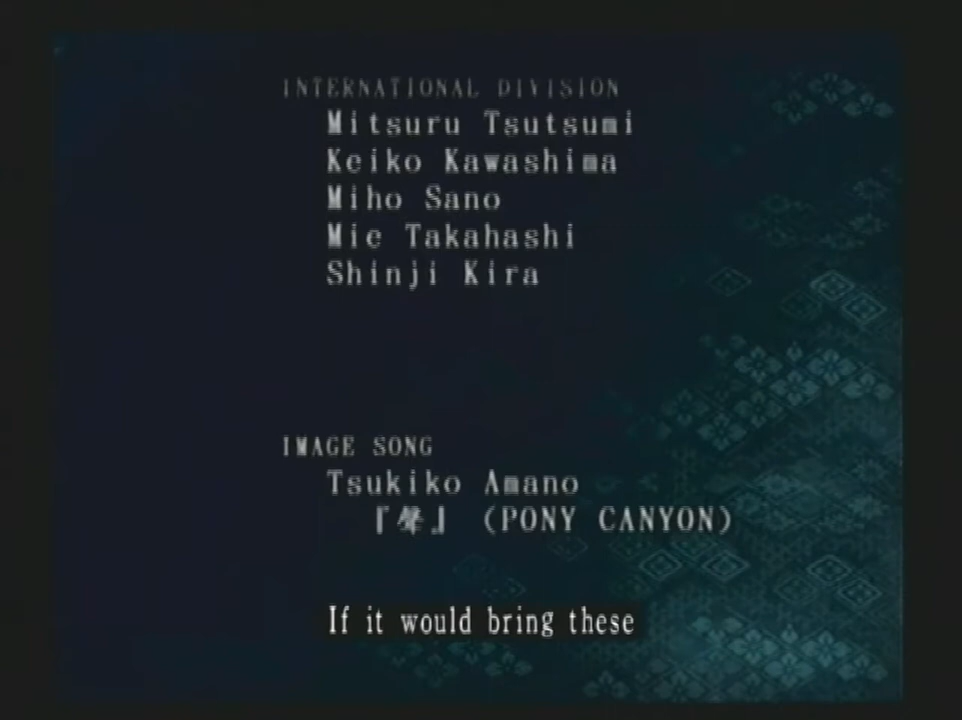 INTERNATIONAL DIVISION
Mitsuru Tsutsumi
Keiko Kawashima
Miho Sano
Mie Takahashi
Shinji Kira
IMAGE SONG
Tsukiko Amano
『聲』 (PONY CANYON)
If it would bring these